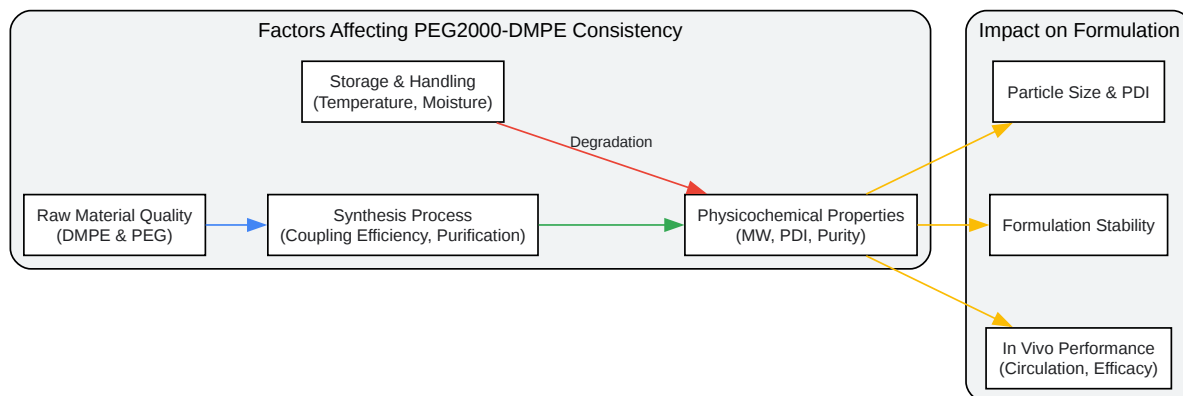 Factors Affecting PEG2000-DMPE Consistency
Storage & Handling
(Temperature, Moisture)
Degradation
Raw Material Quality
(DMPE & PEG)
Synthesis Process
(Coupling Efficiency, Purification)
Physicochemical Properties
(MW, PDI, Purity)
Impact on Formulation
Particle Size & PDI
Formulation Stability
In Vivo Performance
(Circulation, Efficacy)